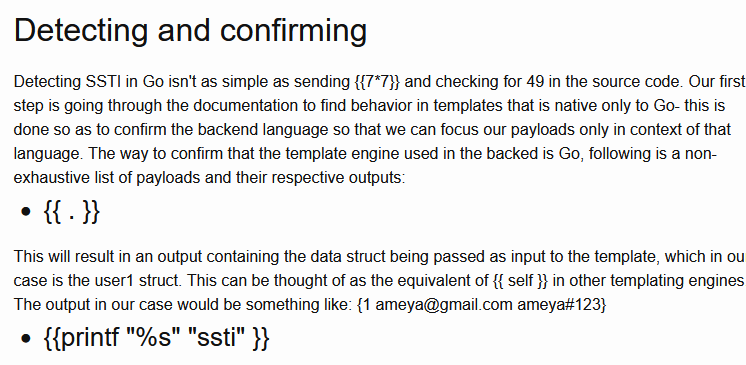 Detecting and confirming
Detecting SSTI in Go isn't as simple as sending {{7*7}} and checking for 49 in the source code. Our first
step is going through the documentation to find behavior in templates that is native only to Go- this is
done so as to confirm the backend language so that we can focus our payloads only in context of that
language. The way to confirm that the template engine used in the backed is Go, following is a non-
exhaustive list of payloads and their respective outputs:
• {{ . }}
This will result in an output containing the data struct being passed as input to the template, which in ou
case is the user1 struct. This can be thought of as the equivalent of {{ self }} in other templating engines
The output in our case would be something like: {1 ameya@gmail.com ameya#123}
• {{printf "%s" "ssti" }}